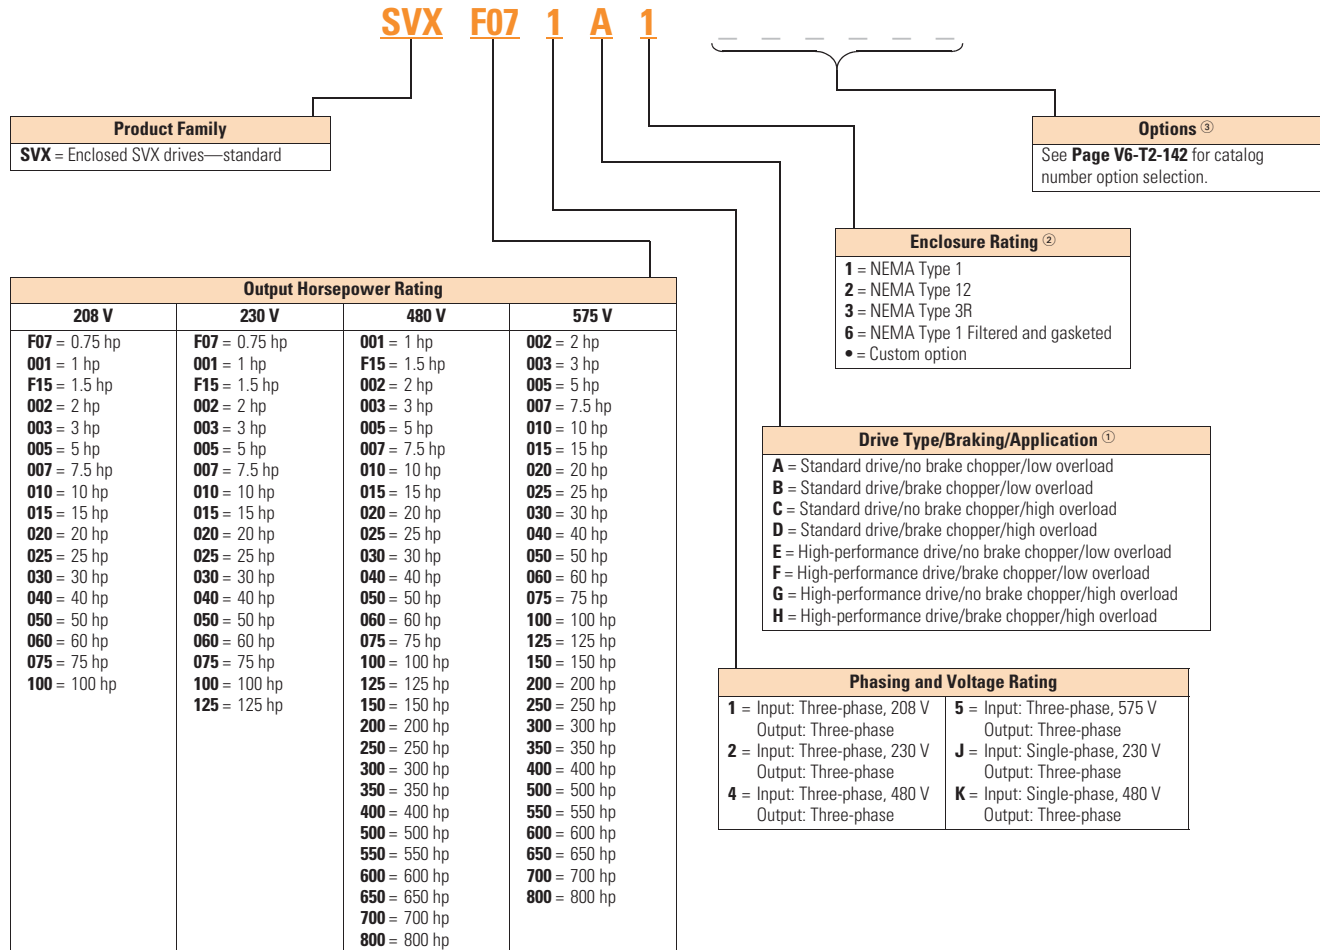 SVX F07 1 A 1
Product Family
SVX = Enclosed SVX drives—standard
Options ③
See Page V6-T2-142 for catalog
number option selection.
Enclosure Rating ②
1 = NEMA Type 1
2 = NEMA Type 12
3 = NEMA Type 3R
6 = NEMA Type 1 Filtered and gasketed
• = Custom option
Output Horsepower Rating
208 V
F07 = 0.75 hp
001 = 1 hp
F15 = 1.5 hp
002 = 2 hp
003 = 3 hp
005 = 5 hp
007 = 7.5 hp
010 = 10 hp
015 = 15 hp
020 = 20 hp
025 = 25 hp
030 = 30 hp
040 = 40 hp
050 = 50 hp
060 = 60 hp
075 = 75 hp
100 = 100 hp
230 V
F07 = 0.75 hp
001 = 1 hp
F15 = 1.5 hp
002 = 2 hp
003 = 3 hp
005 = 5 hp
007 = 7.5 hp
010 = 10 hp
015 = 15 hp
020 = 20 hp
025 = 25 hp
030 = 30 hp
040 = 40 hp
050 = 50 hp
060 = 60 hp
075 = 75 hp
100 = 100 hp
125 = 125 hp
480 V
001 = 1 hp
F15 = 1.5 hp
002 = 2 hp
003 = 3 hp
005 = 5 hp
007 = 7.5 hp
010 = 10 hp
015 = 15 hp
020 = 20 hp
025 = 25 hp
030 = 30 hp
040 = 40 hp
050 = 50 hp
060 = 60 hp
075 = 75 hp
100 = 100 hp
125 = 125 hp
150 = 150 hp
200 = 200 hp
250 = 250 hp
300 = 300 hp
350 = 350 hp
400 = 400 hp
500 = 500 hp
550 = 550 hp
600 = 600 hp
650 = 650 hp
700 = 700 hp
800 = 800 hp
575 V
002 = 2 hp
003 = 3 hp
005 = 5 hp
007 = 7.5 hp
010 = 10 hp
015 = 15 hp
020 = 20 hp
025 = 25 hp
030 = 30 hp
040 = 40 hp
050 = 50 hp
060 = 60 hp
075 = 75 hp
100 = 100 hp
125 = 125 hp
150 = 150 hp
200 = 200 hp
250 = 250 hp
300 = 300 hp
350 = 350 hp
400 = 400 hp
500 = 500 hp
550 = 550 hp
600 = 600 hp
650 = 650 hp
700 = 700 hp
800 = 800 hp
Drive Type/Braking/Application ①
A = Standard drive/no brake chopper/low overload
B = Standard drive/brake chopper/low overload
C = Standard drive/no brake chopper/high overload
D = Standard drive/brake chopper/high overload
E = High-performance drive/no brake chopper/low overload
F = High-performance drive/brake chopper/low overload
G = High-performance drive/no brake chopper/high overload
H = High-performance drive/brake chopper/high overload
Phasing and Voltage Rating
1 = Input: Three-phase, 208 V
Output: Three-phase
2 = Input: Three-phase, 230 V
Output: Three-phase
4 = Input: Three-phase, 480 V
Output: Three-phase
5 = Input: Three-phase, 575 V
Output: Three-phase
J = Input: Single-phase, 230 V
Output: Three-phase
K = Input: Single-phase, 480 V
Output: Three-phase